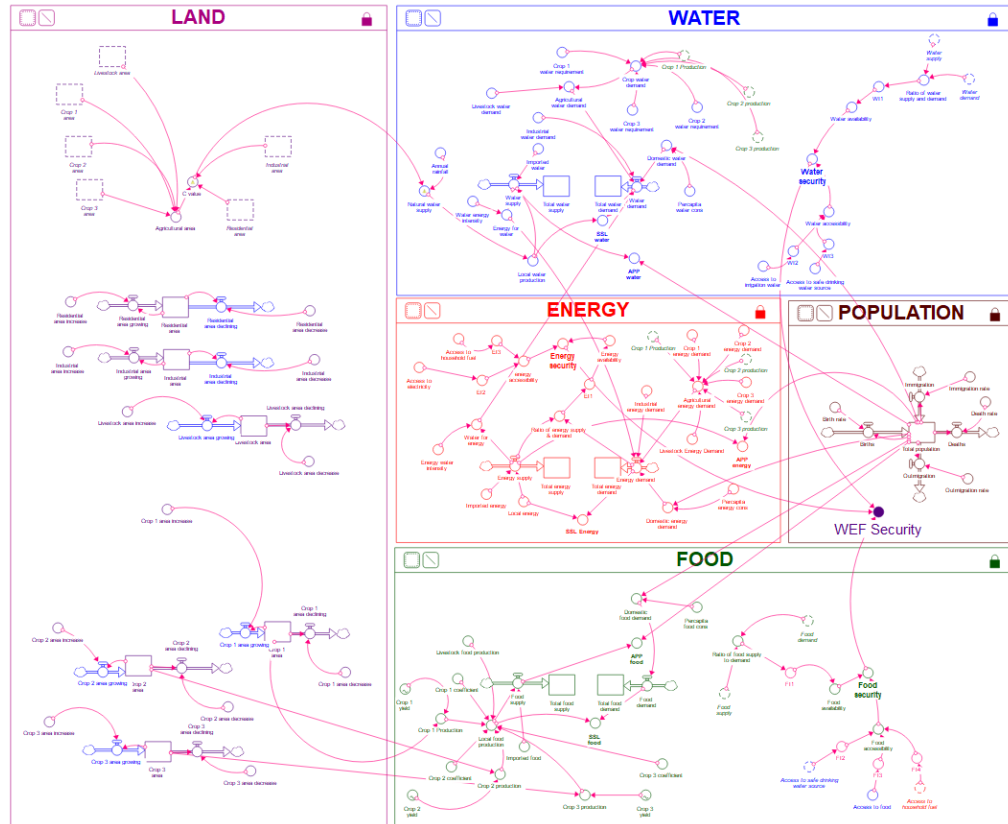 LAND
Livestock area
Crop 1
area
Crop 2
area
Crop 3
area
Industrial
area
C value
Residential
area
Agricultural area
Residential
area increase
Residential
area growing
Residential
area
Residential
area declining
Residential
area decrease
Industrial
area increase
Industrial
area growing
Industrial
area
Industrial
area declining
Industrial
area decrease
Livestock area increase
Livestock area growing
Livestock area declining
Livestock area
Livestock area decrease
Crop 1 area increase
Crop 1 area growing
Crop 1
area declining
area
Crop 1 area decrease
Crop 2 area increase
Crop 2 area growing
Crop 2
area declining
area
Crop 2 area decrease
Crop 3 area increase
Crop 3 area growing
Crop 3
area declining
Crop 3
area
Crop 3 area decrease
WATER
Crop 1
water requirement
Crop water
demand
Crop 1 Production
Livestock water
demand
Agricultural
water demand
Crop 2 production
Crop 3
water requirement
Crop 2
water requirement
Crop 3 production
Industrial
water demand
Domestic water
demand
Annual
rainfall
Imported
water
Natural water
supply
Water energy
intensity
Water
supply
Energy for
water
Total water
supply
Total water
demand
Water
demand
Percapita
water cons
SSL
water
Local water
production
APP
water
Water
supply
Ratio of water
supply and demand
Water
demand
WI1
Water availability
Water
security
Water accessibility
WI2
WI3
Access to
irrigation water
Access to safe drinking
water source
ENERGY
Access to
household fuel
EI3
Energy
security
Energy
availability
Access to
electricity
Energy
accessibility
EI2
EI1
Crop 1 Production
Crop 1
energy demand
Crop 2
energy demand
Crop 2
production
Agricultural
energy demand
Crop 3
energy demand
Crop 3
production
Industrial
energy demand
Water for
energy
Ratio of energy supply
& demand
Livestock Energy Demand
APP
energy
Energy water
intensity
Energy supply
Total energy
supply
Total energy
demand
Energy demand
Imported energy
Local energy
SSL Energy
Domestic energy
demand
Percapita
energy cons
POPULATION
Immigration
Immigration rate
Birth rate
Births
Total population
Death rate
Deaths
Outmigration
Outmigration rate
WEF Security
FOOD
Domestic
food demand
Percapita
food cons
Livestock food production
APP
food
Crop 1
yield
Crop 1 coefficient
Crop 1 Production
Food
supply
Total food
supply
Total food
demand
Food
demand
Local food
production
SSL
food
Imported food
Crop 2 coefficient
Crop 2 production
Crop 3 coefficient
Crop 2
yield
Crop 3 production
Crop 3
yield
Food
demand
Ratio of food supply
to demand
Food
supply
FI1
Food
availability
Food
security
Food
accessibility
FI2
FI3
FI4
Access to safe drinking
water source
Access to food
Access to
household fuel